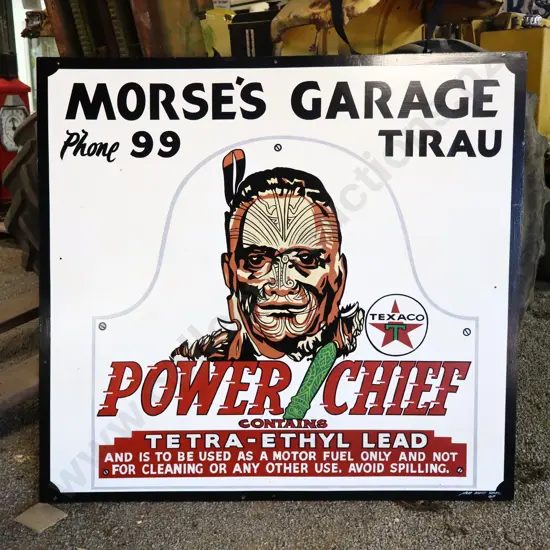 MORSE'S GARAGE
Phone 99 TIRAU
TEXACO
T
POWER CHIEF
CONTAINS
TETRA-ETHYL LEAD
AND IS TO BE USED AS A MOTOR FUEL ONLY AND NOT
FOR CLEANING OR ANY OTHER USE. AVOID SPILLING.